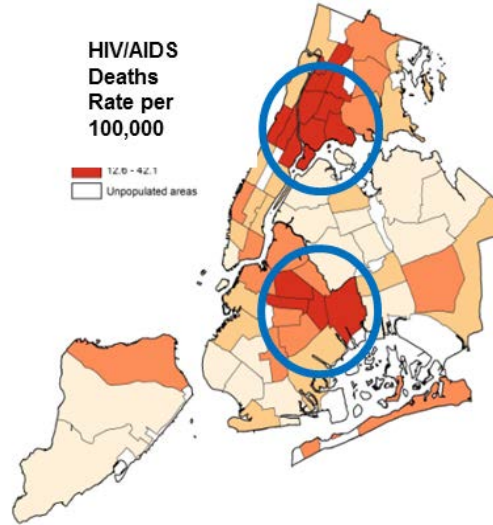 HIV/AIDS
Deaths
Rate per
100,000
12.6 - 42.1
Unpopulated areas